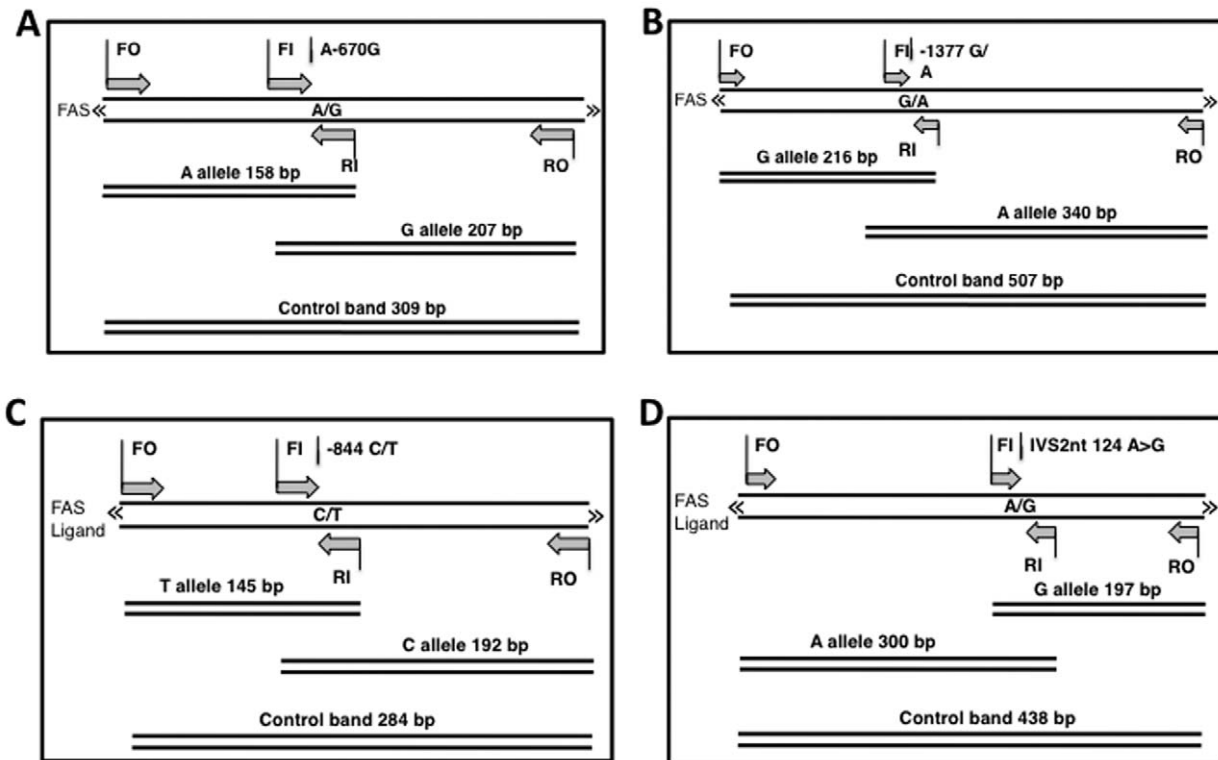 A
FO
FI
A-670G
FAS
A/G
RI
RO
A allele 158 bp
G allele 207 bp
Control band 309 bp
B
FO
FI
-1377 G/
A
FAS
G/A
RI
RO
G allele 216 bp
A allele 340 bp
Control band 507 bp
C
FO
FI
-844 C/T
FAS
Ligand
C/T
RI
RO
T allele 145 bp
C allele 192 bp
Control band 284 bp
D
FO
FI
IVS2nt 124 A>G
FAS
Ligand
A/G
RI
RO
G allele 197 bp
A allele 300 bp
Control band 438 bp